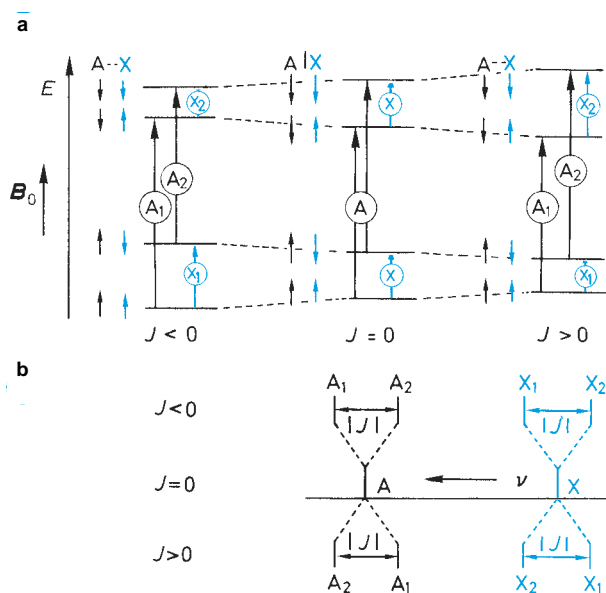 a
A--X A|X A---X
E
X₂ X X₂
B₀
A₁ A₂ A A₁ A₂
X₁ X X₁
J < 0 J = 0 J > 0
b
A₁ A₂ X₁ X₂
J<0 |J| |J|
J=0 A ν X
J>0 |J| |J|
A₂ A₁ X₂ X₁